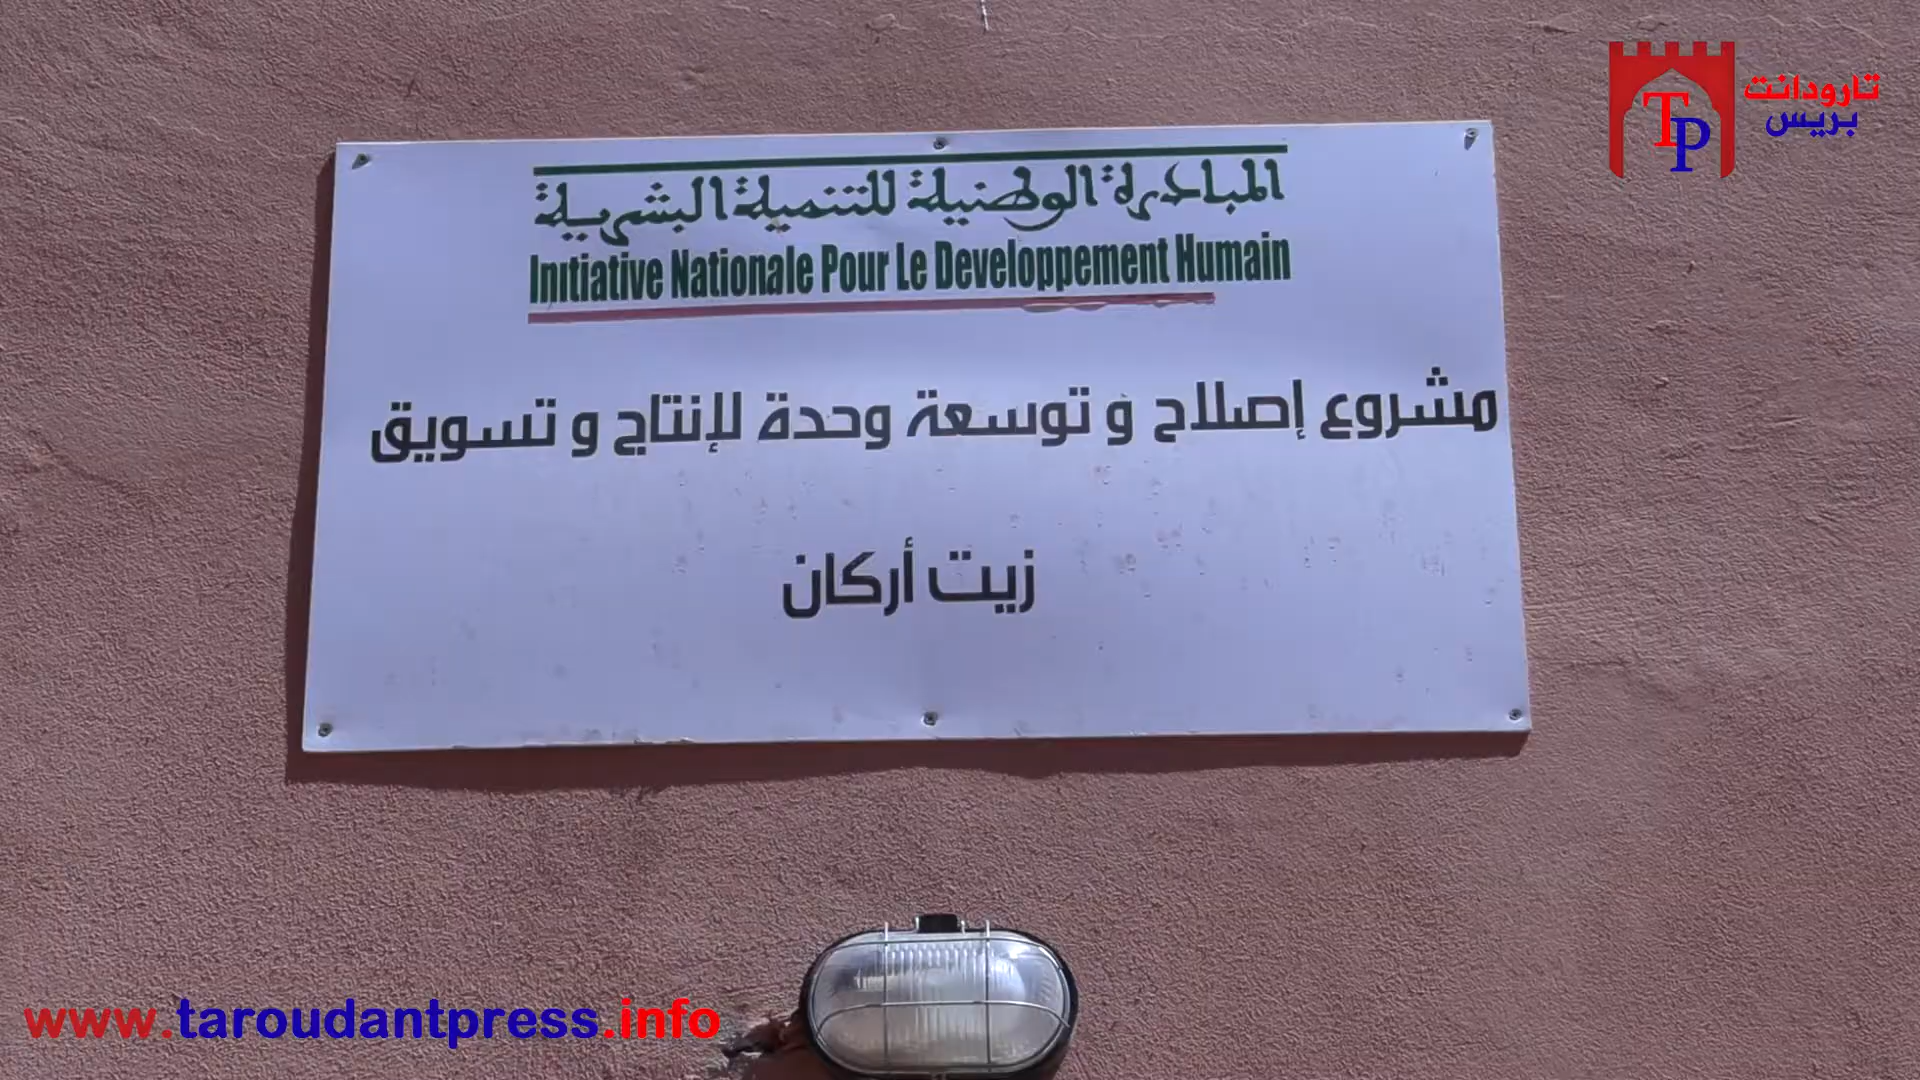 تارودانت
بريس
TP
المبادرة الوطنية للتنمية البشرية
Initiative Nationale Pour Le Developpement Humain
مشروع إصلاح و توسعة وحدة لإنتاج و تسويق
زيت أركان
www.taroudantpress.info